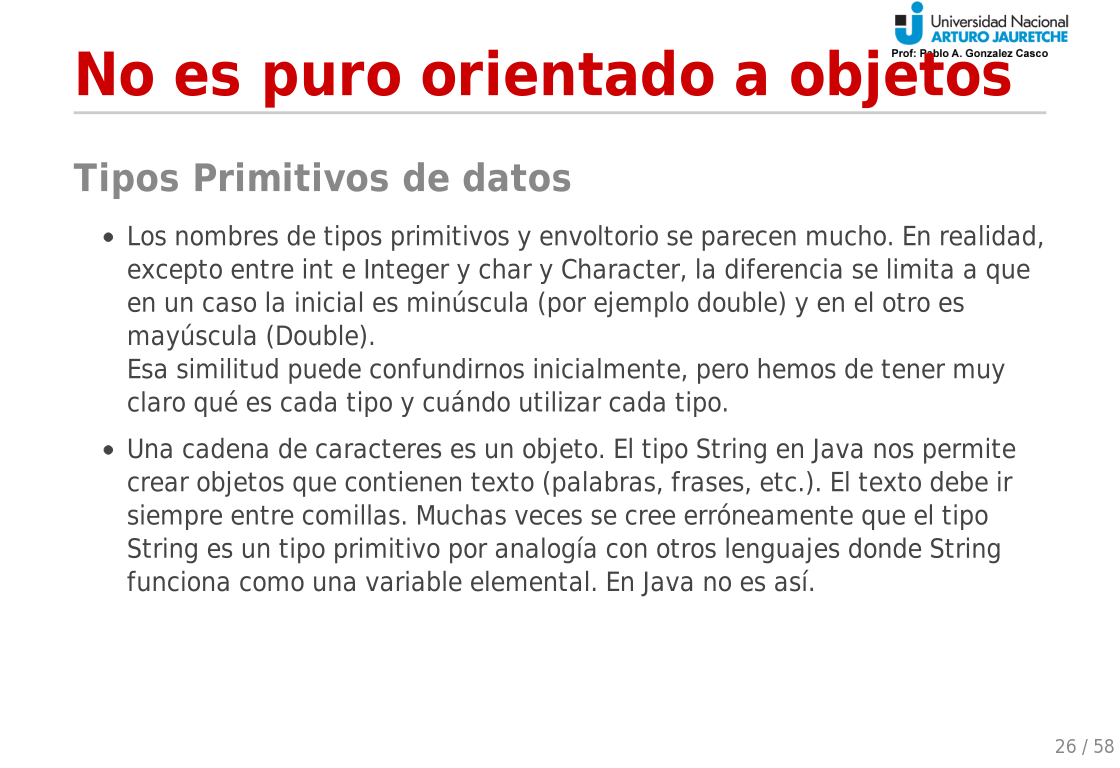 Universidad Nacional
ARTURO JAURETCHE
Prof: Pablo A. Gonzalez Casco
No es puro orientado a objetos
Tipos Primitivos de datos
• Los nombres de tipos primitivos y envoltorio se parecen mucho. En realidad,
excepto entre int e Integer y char y Character, la diferencia se limita a que
en un caso la inicial es minúscula (por ejemplo double) y en el otro es
mayúscula (Double).
Esa similitud puede confundirnos inicialmente, pero hemos de tener muy
claro qué es cada tipo y cuándo utilizar cada tipo.
• Una cadena de caracteres es un objeto. El tipo String en Java nos permite
crear objetos que contienen texto (palabras, frases, etc.). El texto debe ir
siempre entre comillas. Muchas veces se cree erróneamente que el tipo
String es un tipo primitivo por analogía con otros lenguajes donde String
funciona como una variable elemental. En Java no es así.
26 / 58